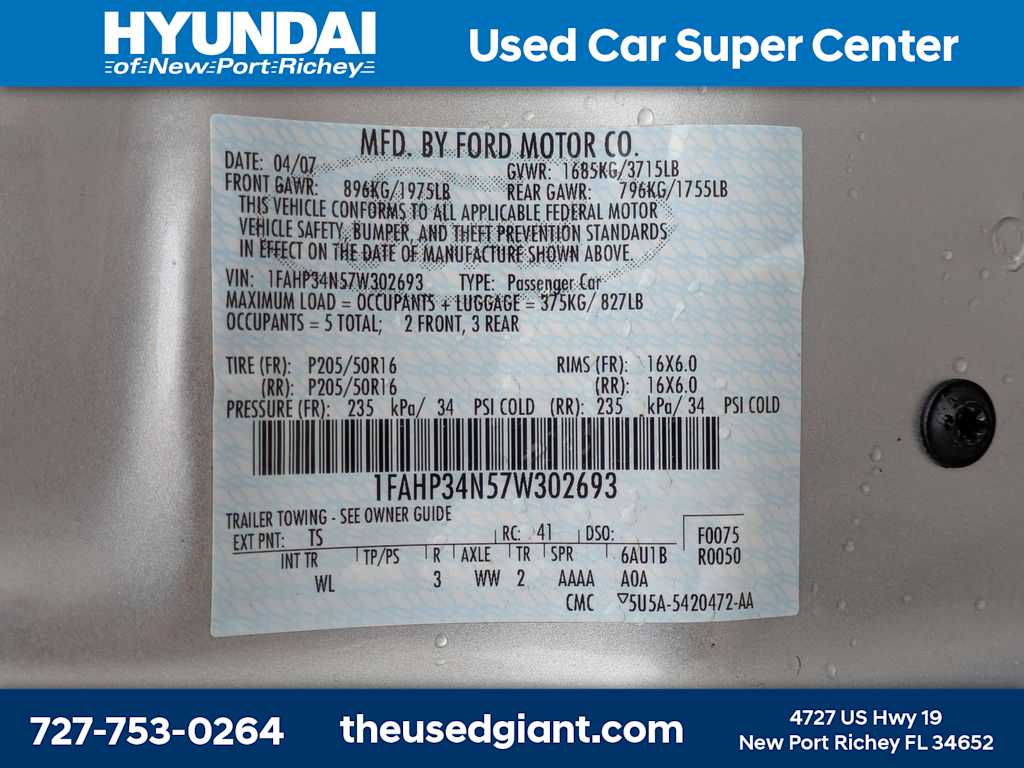 HYUNDAI
of New Port Richey
Used Car Super Center
MFD. BY FORD MOTOR CO.
DATE: 04/07 GVWR: 1685KG/3715LB
FRONT GAWR: 896KG/1975LB REAR GAWR: 796KG/1755LB
THIS VEHICLE CONFORMS TO ALL APPLICABLE FEDERAL MOTOR
VEHICLE SAFETY, BUMPER, AND THEFT PREVENTION STANDARDS
IN EFFECT ON THE DATE OF MANUFACTURE SHOWN ABOVE.
VIN: 1FAHP34N57W302693 TYPE: Passenger Car
MAXIMUM LOAD = OCCUPANTS + LUGGAGE = 375KG/ 827LB
OCCUPANTS = 5 TOTAL; 2 FRONT, 3 REAR
TIRE (FR): P205/50R16 RIMS (FR): 16X6.0
(RR): P205/50R16 (RR): 16X6.0
PRESSURE (FR): 235 kPa/ 34 PSI COLD (RR): 235 kPa/ 34 PSI COLD
1FAHP34N57W302693
TRAILER TOWING - SEE OWNER GUIDE
EXT PNT: TS RC: 41 DSO: F0075
INT TR TP/PS R AXLE TR SPR 6AU1B R0050
WL 3 WW 2 AAAA AOA
CMC ▽5U5A-5420472-AA
727-753-0264
theusedgiant.com
4727 US Hwy 19
New Port Richey FL 34652